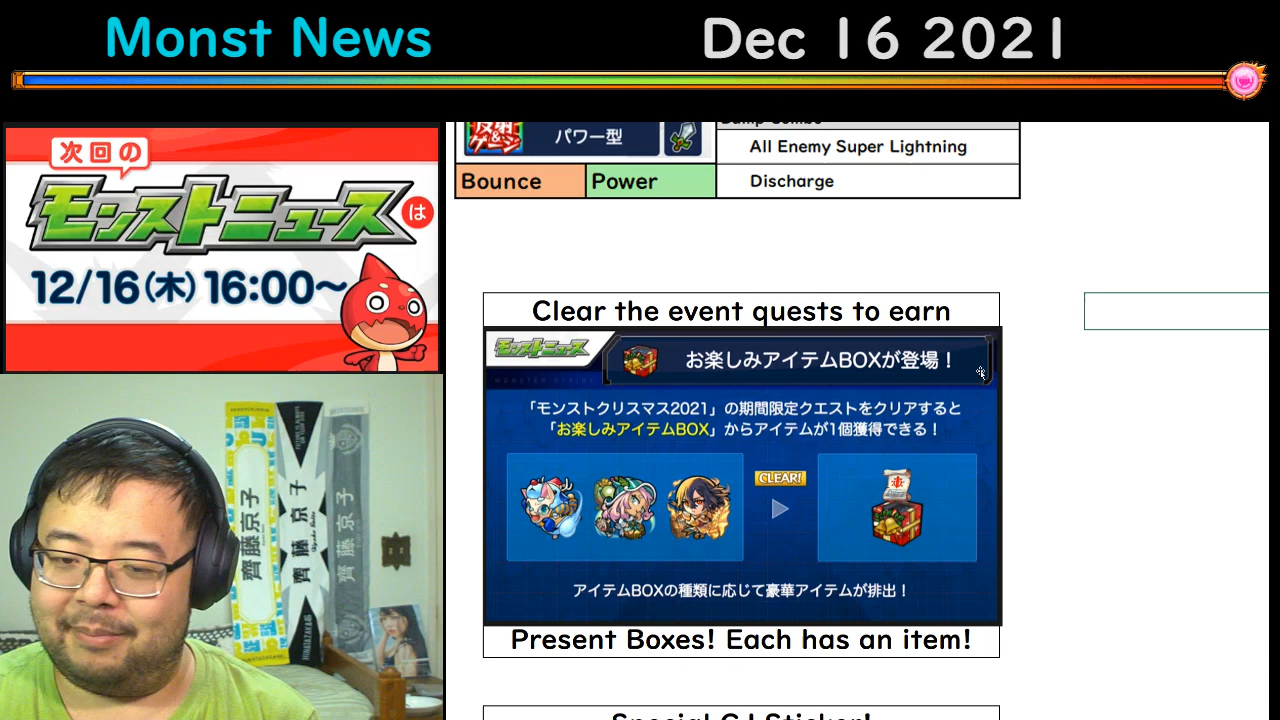 Monst News
Dec 16 2021
次回の
モンストニュース
は
12/16(木)16:00～
反射&
ゲージ
パワー型
All Enemy Super Lightning
Bounce
Power
Discharge
Clear the event quests to earn
モンストニュース
お楽しみアイテムBOXが登場！
「モンストクリスマス2021」の期間限定クエストをクリアすると
「お楽しみアイテムBOX」からアイテムが1個獲得できる！
CLEAR!
アイテムBOXの種類に応じて豪華アイテムが排出！
Present Boxes! Each has an item!
齊藤京子
齊藤京子
齊藤京子
HINATAZAKA46